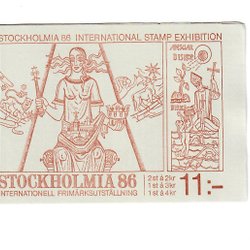 STOCKHOLMIA 86 INTERNATIONAL STAMP EXHIBITION
ANSGAR
STOCKHOLMIA 86
INTERNATIONELL FRIMÄRKSUTSTÄLLNING
2 st à 2 kr
1 st à 3 kr
1 st à 4 kr
11:-